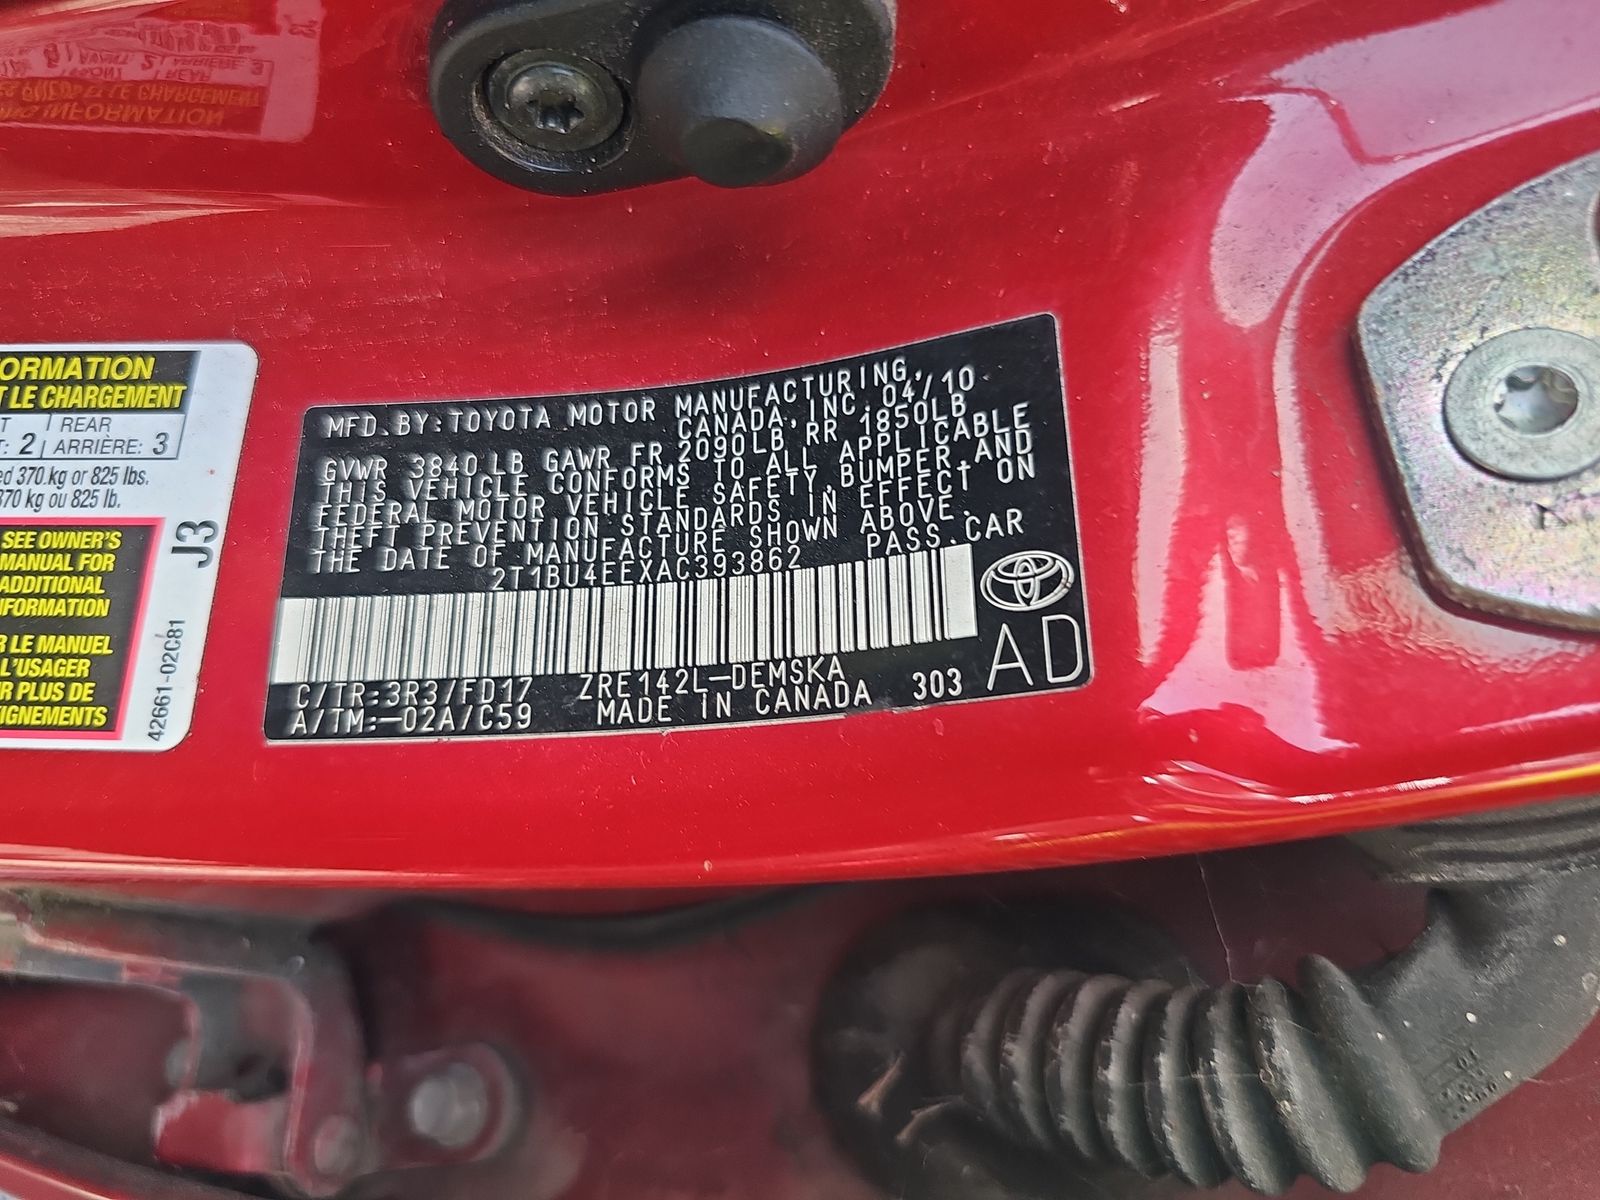 ORMATION
T LE CHARGEMENT
REAR
: 2 | ARRIÈRE: 3
ed 370 kg or 825 lbs.
370 kg ou 825 lb.
SEE OWNER'S
MANUAL FOR
ADDITIONAL
NFORMATION
R LE MANUEL
L'USAGER
R PLUS DE
IGNEMENTS
J3
42661-02C81
MFD. BY: TOYOTA MOTOR MANUFACTURING,
CANADA, INC. 04/10
GVWR 3840LB GAWR FR 2090LB RR 1850LB
THIS VEHICLE CONFORMS TO ALL APPLICABLE
FEDERAL MOTOR VEHICLE SAFETY, BUMPER, AND
THEFT PREVENTION STANDARDS IN EFFECT ON
THE DATE OF MANUFACTURE SHOWN ABOVE.
2T1BU4EEXAC393862 PASS. CAR
C/TR:3R3/FD17 ZRE142L-DEMSKA
A/TM:-02A/C59 MADE IN CANADA 303
AD